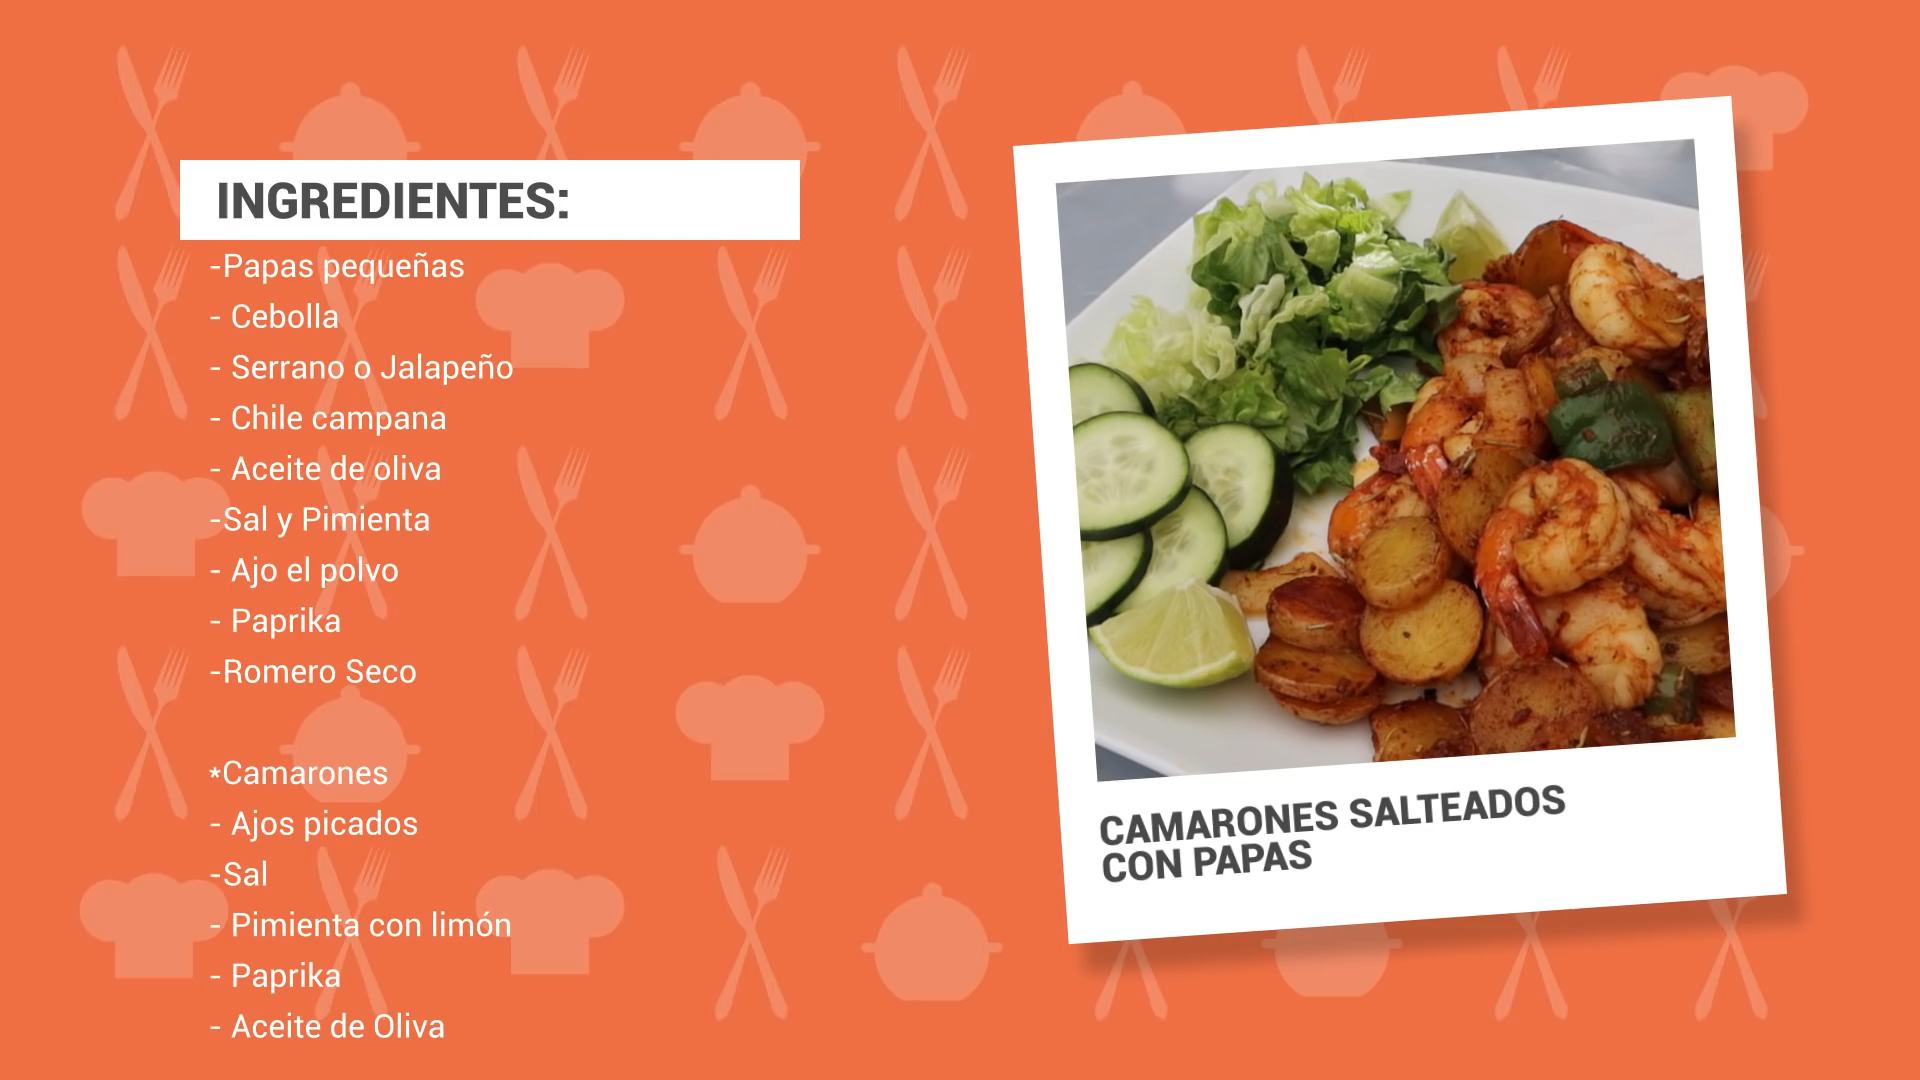 INGREDIENTES:
-Papas pequeñas
- Cebolla
- Serrano o Jalapeño
- Chile campana
- Aceite de oliva
-Sal y Pimienta
- Ajo el polvo
- Paprika
-Romero Seco
*Camarones
- Ajos picados
-Sal
- Pimienta con limón
- Paprika
- Aceite de Oliva
CAMARONES SALTEADOS
CON PAPAS